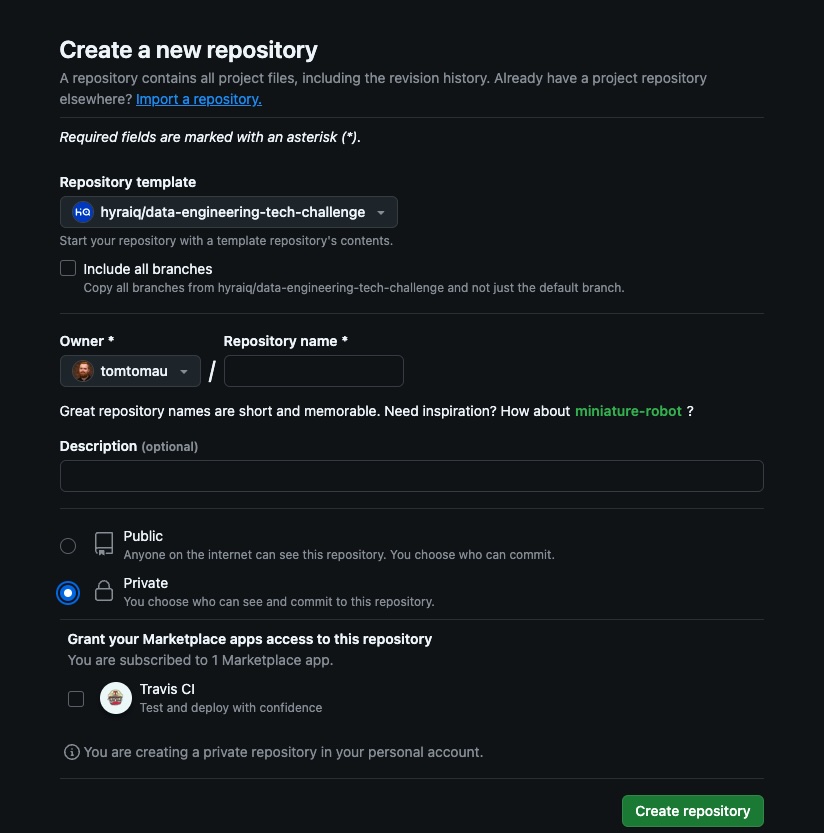 Create a new repository
A repository contains all project files, including the revision history. Already have a project repository
elsewhere? Import a repository.
Required fields are marked with an asterisk (*).
Repository template
HQ hyraiq/data-engineering-tech-challenge
Start your repository with a template repository's contents.
Include all branches
Copy all branches from hyraiq/data-engineering-tech-challenge and not just the default branch.
Owner * Repository name *
tomtomau /
Great repository names are short and memorable. Need inspiration? How about miniature-robot ?
Description (optional)
Public
Anyone on the internet can see this repository. You choose who can commit.
Private
You choose who can see and commit to this repository.
Grant your Marketplace apps access to this repository
You are subscribed to 1 Marketplace app.
Travis CI
Test and deploy with confidence
You are creating a private repository in your personal account.
Create repository